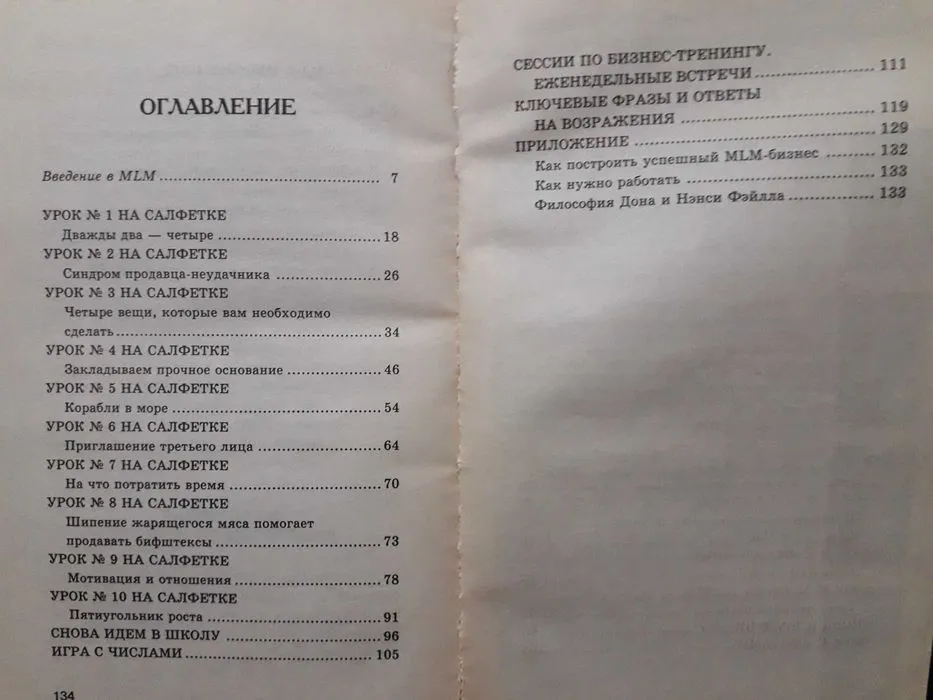 ОГЛАВЛЕНИЕ
Введение в MLM ........ 7
УРОК № 1 НА САЛФЕТКЕ
Дважды два — четыре ........ 18
УРОК № 2 НА САЛФЕТКЕ
Синдром продавца-неудачника ........ 26
УРОК № 3 НА САЛФЕТКЕ
Четыре вещи, которые вам необходимо
сделать ........ 34
УРОК № 4 НА САЛФЕТКЕ
Закладываем прочное основание ........ 46
УРОК № 5 НА САЛФЕТКЕ
Корабли в море ........ 54
УРОК № 6 НА САЛФЕТКЕ
Приглашение третьего лица ........ 64
УРОК № 7 НА САЛФЕТКЕ
На что потратить время ........ 70
УРОК № 8 НА САЛФЕТКЕ
Шипение жарящегося мяса помогает
продавать бифштексы ........ 73
УРОК № 9 НА САЛФЕТКЕ
Мотивация и отношения ........ 78
УРОК № 10 НА САЛФЕТКЕ
Пятиугольник роста ........ 91
СНОВА ИДЕМ В ШКОЛУ ........ 96
ИГРА С ЧИСЛАМИ ........ 105
134
СЕССИИ ПО БИЗНЕС-ТРЕНИНГУ.
ЕЖЕНЕДЕЛЬНЫЕ ВСТРЕЧИ ........ 111
КЛЮЧЕВЫЕ ФРАЗЫ И ОТВЕТЫ
НА ВОЗРАЖЕНИЯ ........ 119
ПРИЛОЖЕНИЕ ........ 129
Как построить успешный MLM-бизнес ........ 132
Как нужно работать ........ 133
Философия Дона и Нэнси Фэйлла ........ 133